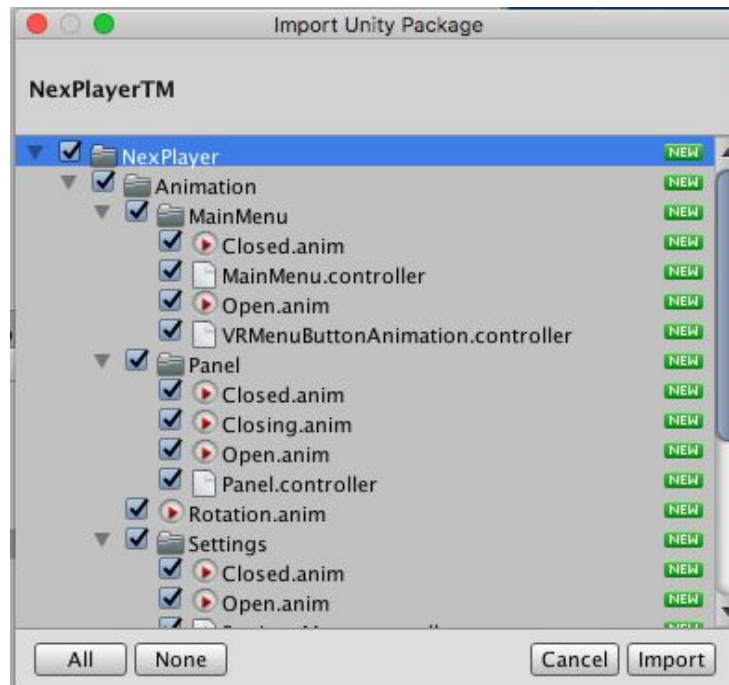 Import Unity Package
NexPlayerTM
NexPlayer NEW
Animation NEW
MainMenu NEW
Closed.anim NEW
MainMenu.controller NEW
Open.anim NEW
VRMenuButtonAnimation.controller NEW
Panel NEW
Closed.anim NEW
Closing.anim NEW
Open.anim NEW
Panel.controller NEW
Rotation.anim NEW
Settings NEW
Closed.anim NEW
Open.anim NEW
All None Cancel Import